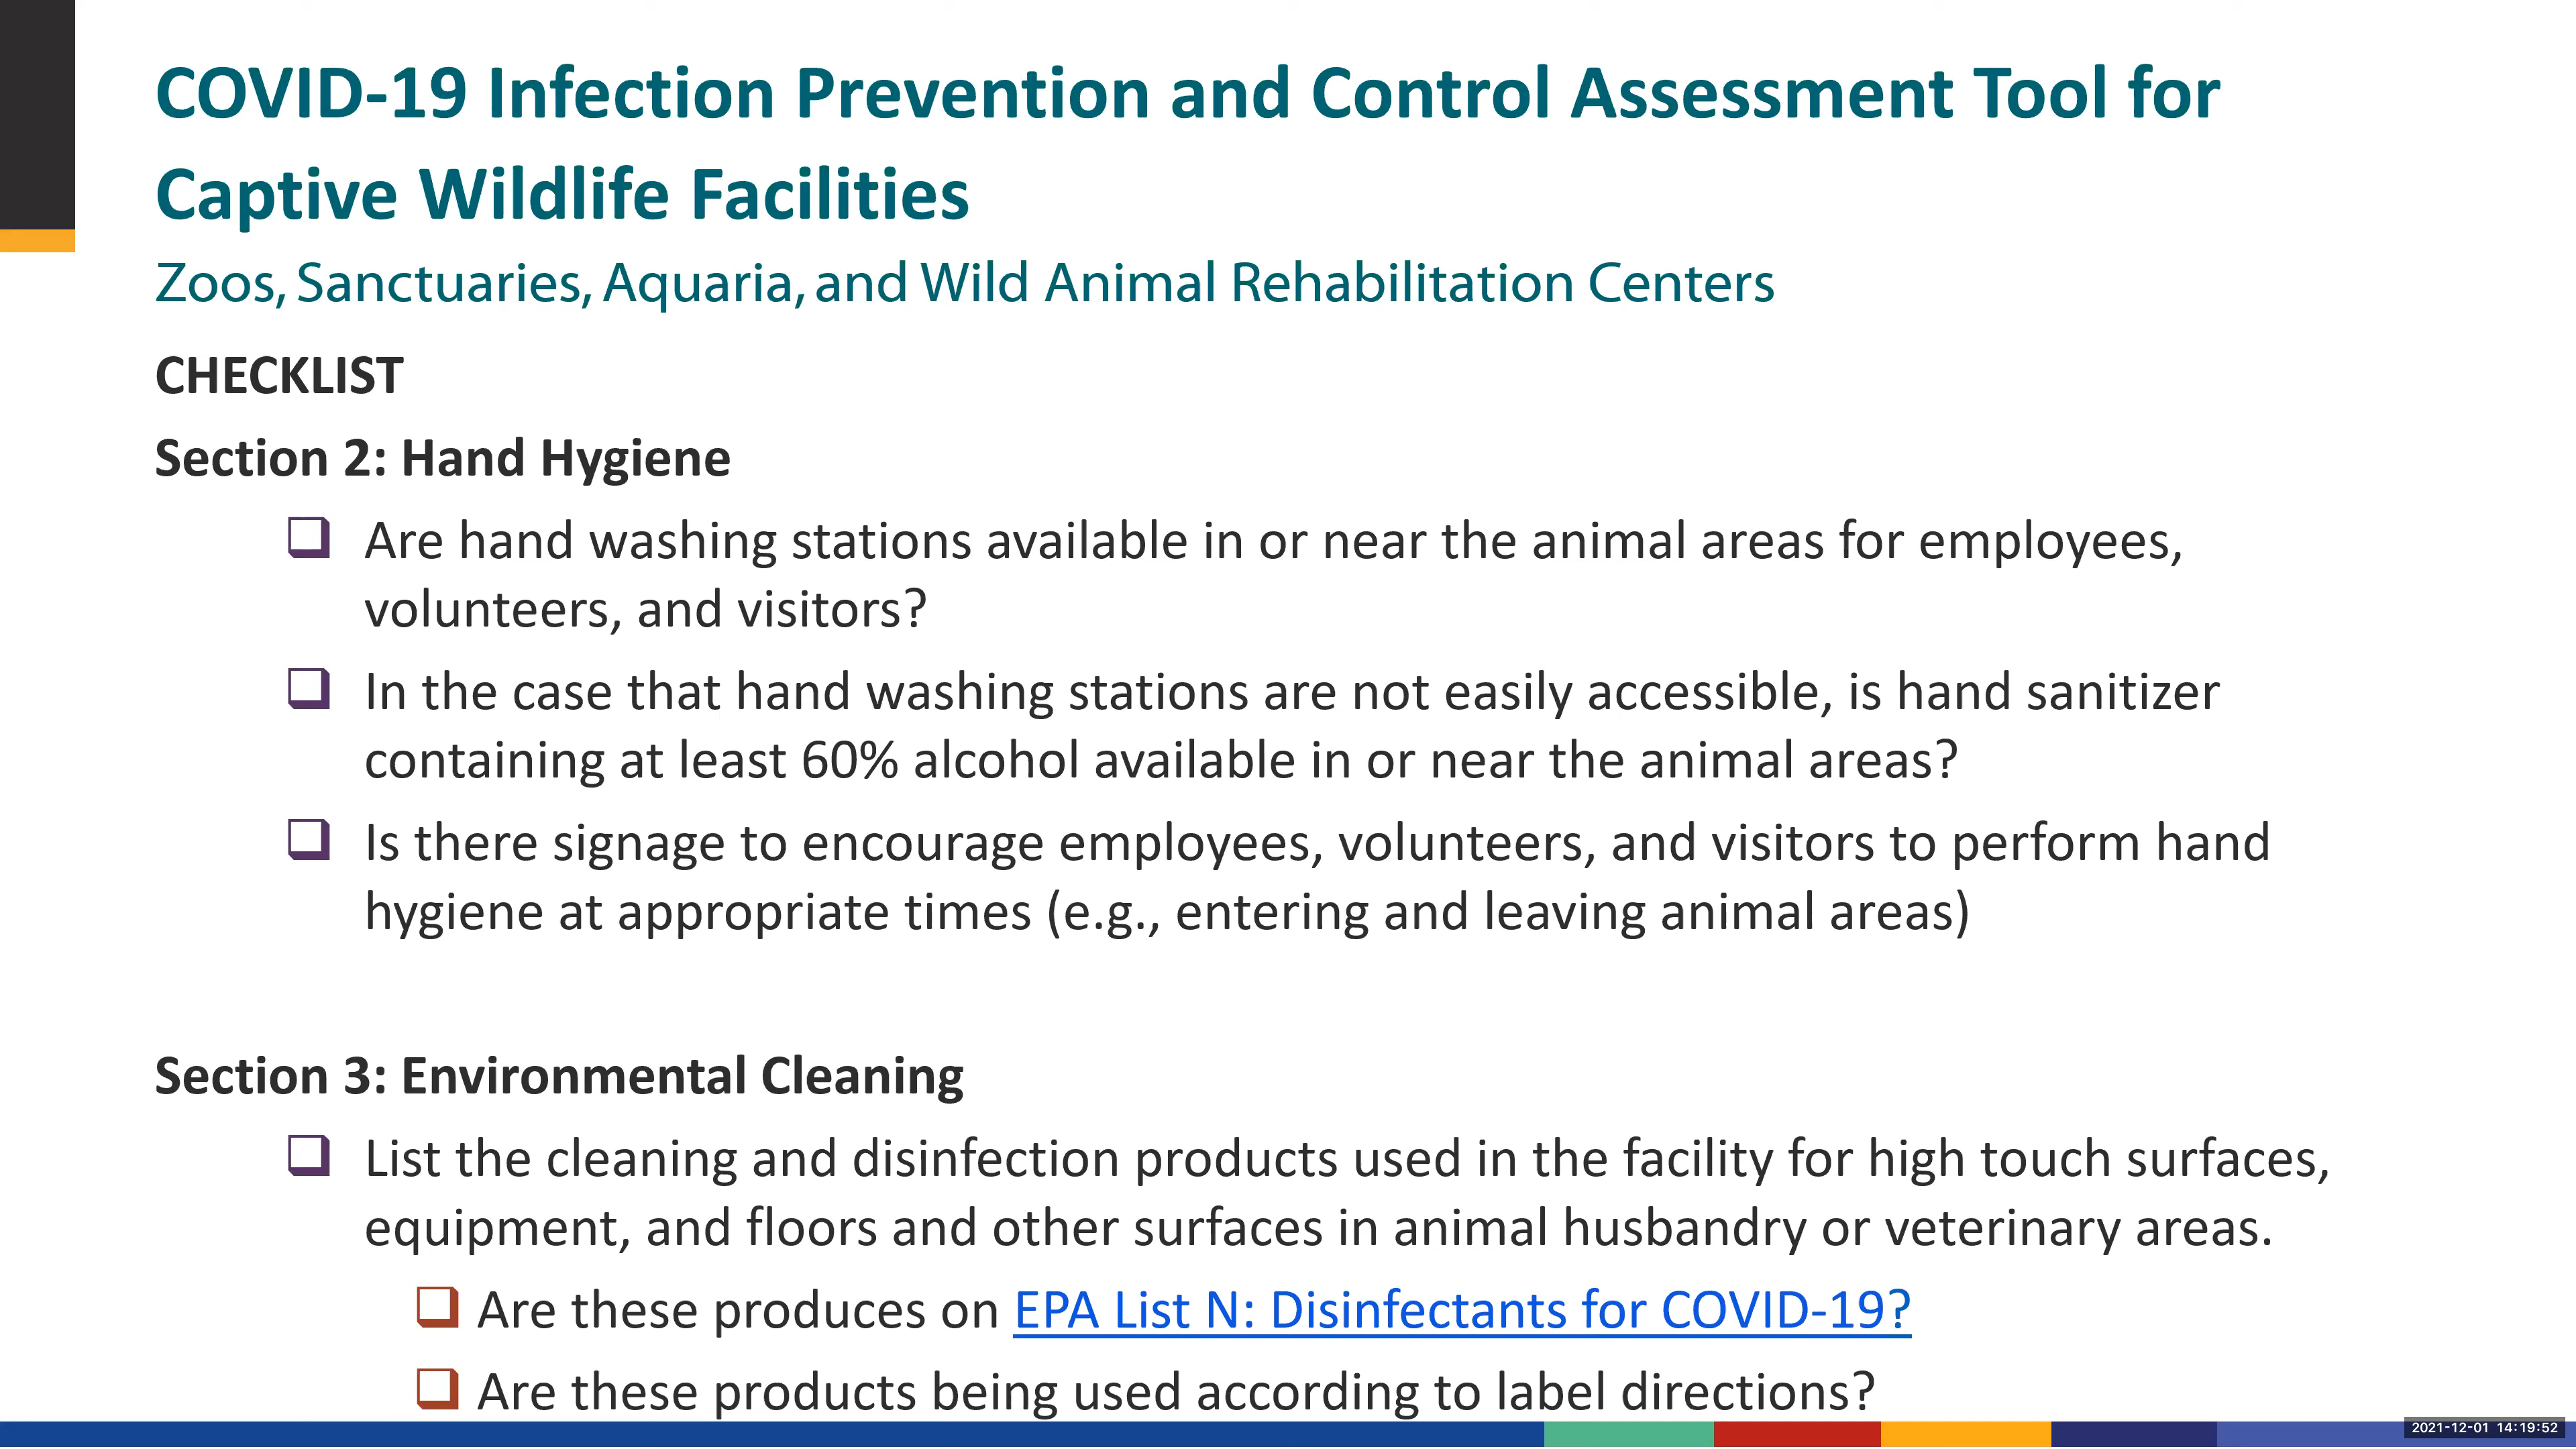 COVID-19 Infection Prevention and Control Assessment Tool for
Captive Wildlife Facilities
Zoos, Sanctuaries, Aquaria, and Wild Animal Rehabilitation Centers
CHECKLIST
Section 2: Hand Hygiene
Are hand washing stations available in or near the animal areas for employees,
volunteers, and visitors?
In the case that hand washing stations are not easily accessible, is hand sanitizer
containing at least 60% alcohol available in or near the animal areas?
Is there signage to encourage employees, volunteers, and visitors to perform hand
hygiene at appropriate times (e.g., entering and leaving animal areas)
Section 3: Environmental Cleaning
List the cleaning and disinfection products used in the facility for high touch surfaces,
equipment, and floors and other surfaces in animal husbandry or veterinary areas.
Are these produces on EPA List N: Disinfectants for COVID-19?
Are these products being used according to label directions?
2021-12-01 14:19:52